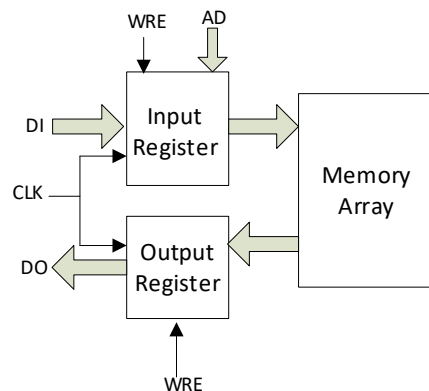 WRE
AD
DI
Input
Register
CLK
Memory
Array
DO
Output
Register
WRE